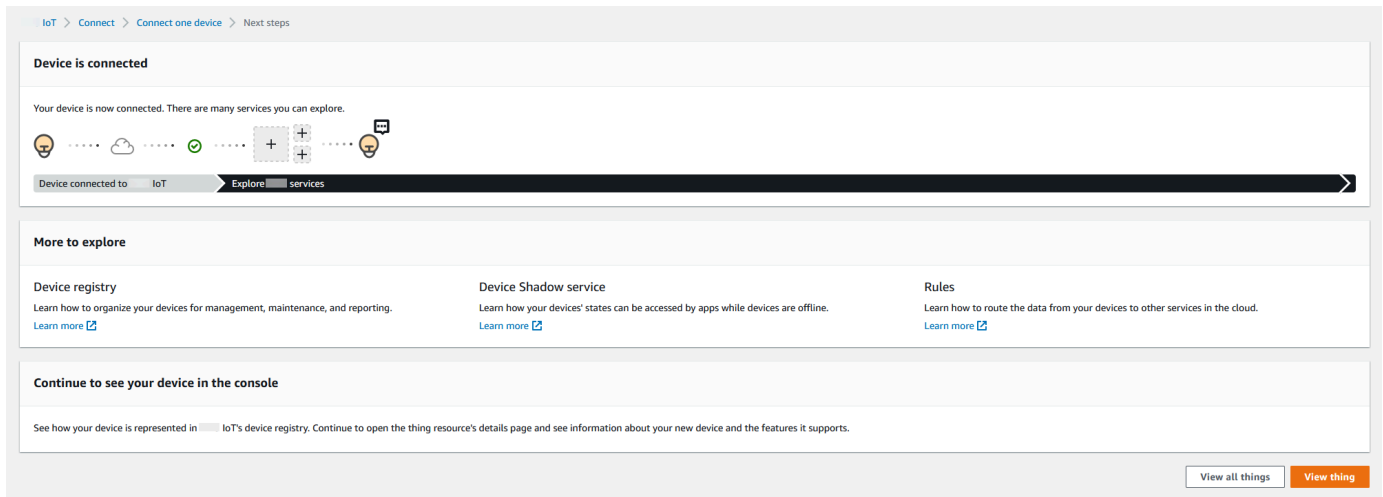 IoT > Connect > Connect one device > Next steps
Device is connected
Your device is now connected. There are many services you can explore.
Device connected to IoT
Explore services
More to explore
Device registry
Learn how to organize your devices for management, maintenance, and reporting.
Learn more
Device Shadow service
Learn how your devices' states can be accessed by apps while devices are offline.
Learn more
Rules
Learn how to route the data from your devices to other services in the cloud.
Learn more
Continue to see your device in the console
See how your device is represented in IoT's device registry. Continue to open the thing resource's details page and see information about your new device and the features it supports.
View all things
View thing